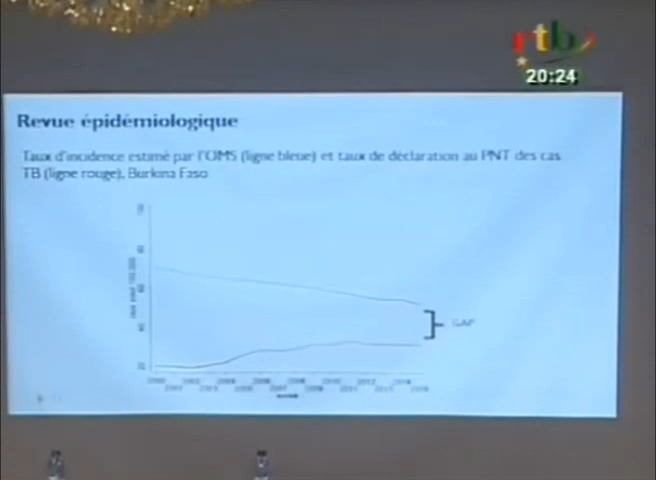 rtb
20:24
Revue épidémiologique
Taux d'incidence estimé par l'OMS (ligne bleue) et taux de déclaration au PNT des cas
TB (ligne rouge), Burkina Faso
GAP
2000